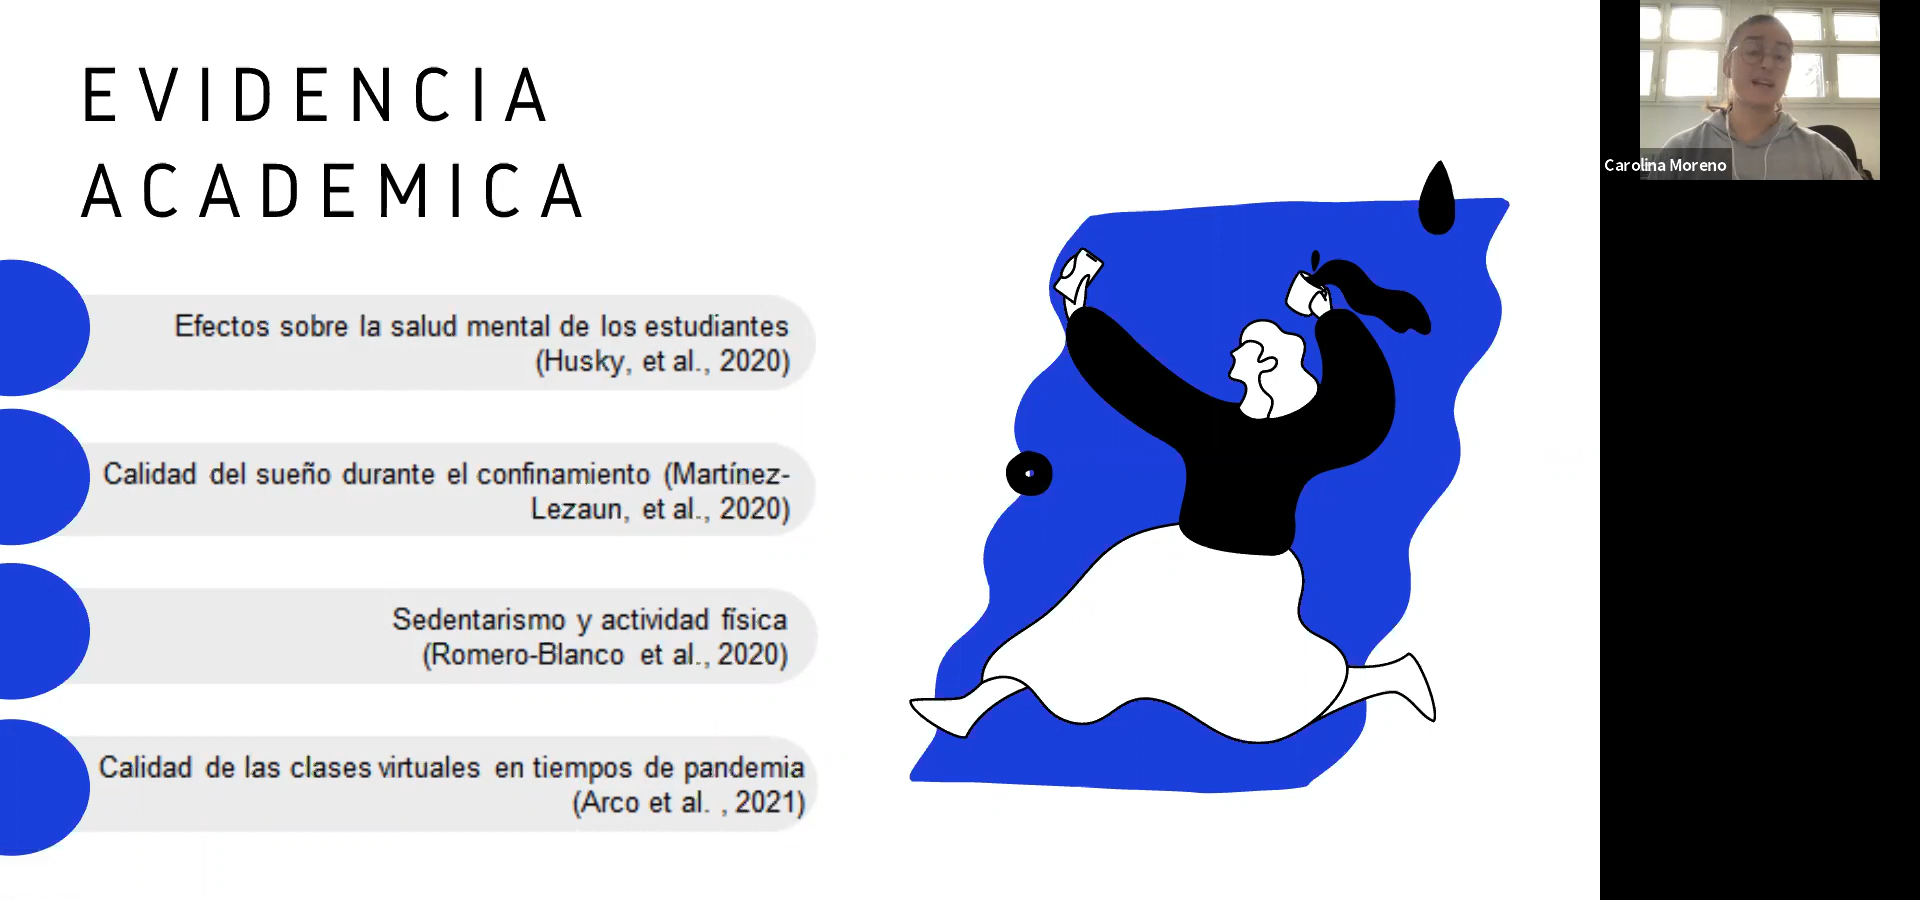 EVIDENCIA
ACADEMICA
Efectos sobre la salud mental de los estudiantes
(Husky, et al., 2020)
Calidad del sueño durante el confinamiento (Martínez-
Lezaun, et al., 2020)
Sedentarismo y actividad física
(Romero-Blanco et al., 2020)
Calidad de las clases virtuales en tiempos de pandemia
(Arco et al. , 2021)
Carolina Moreno